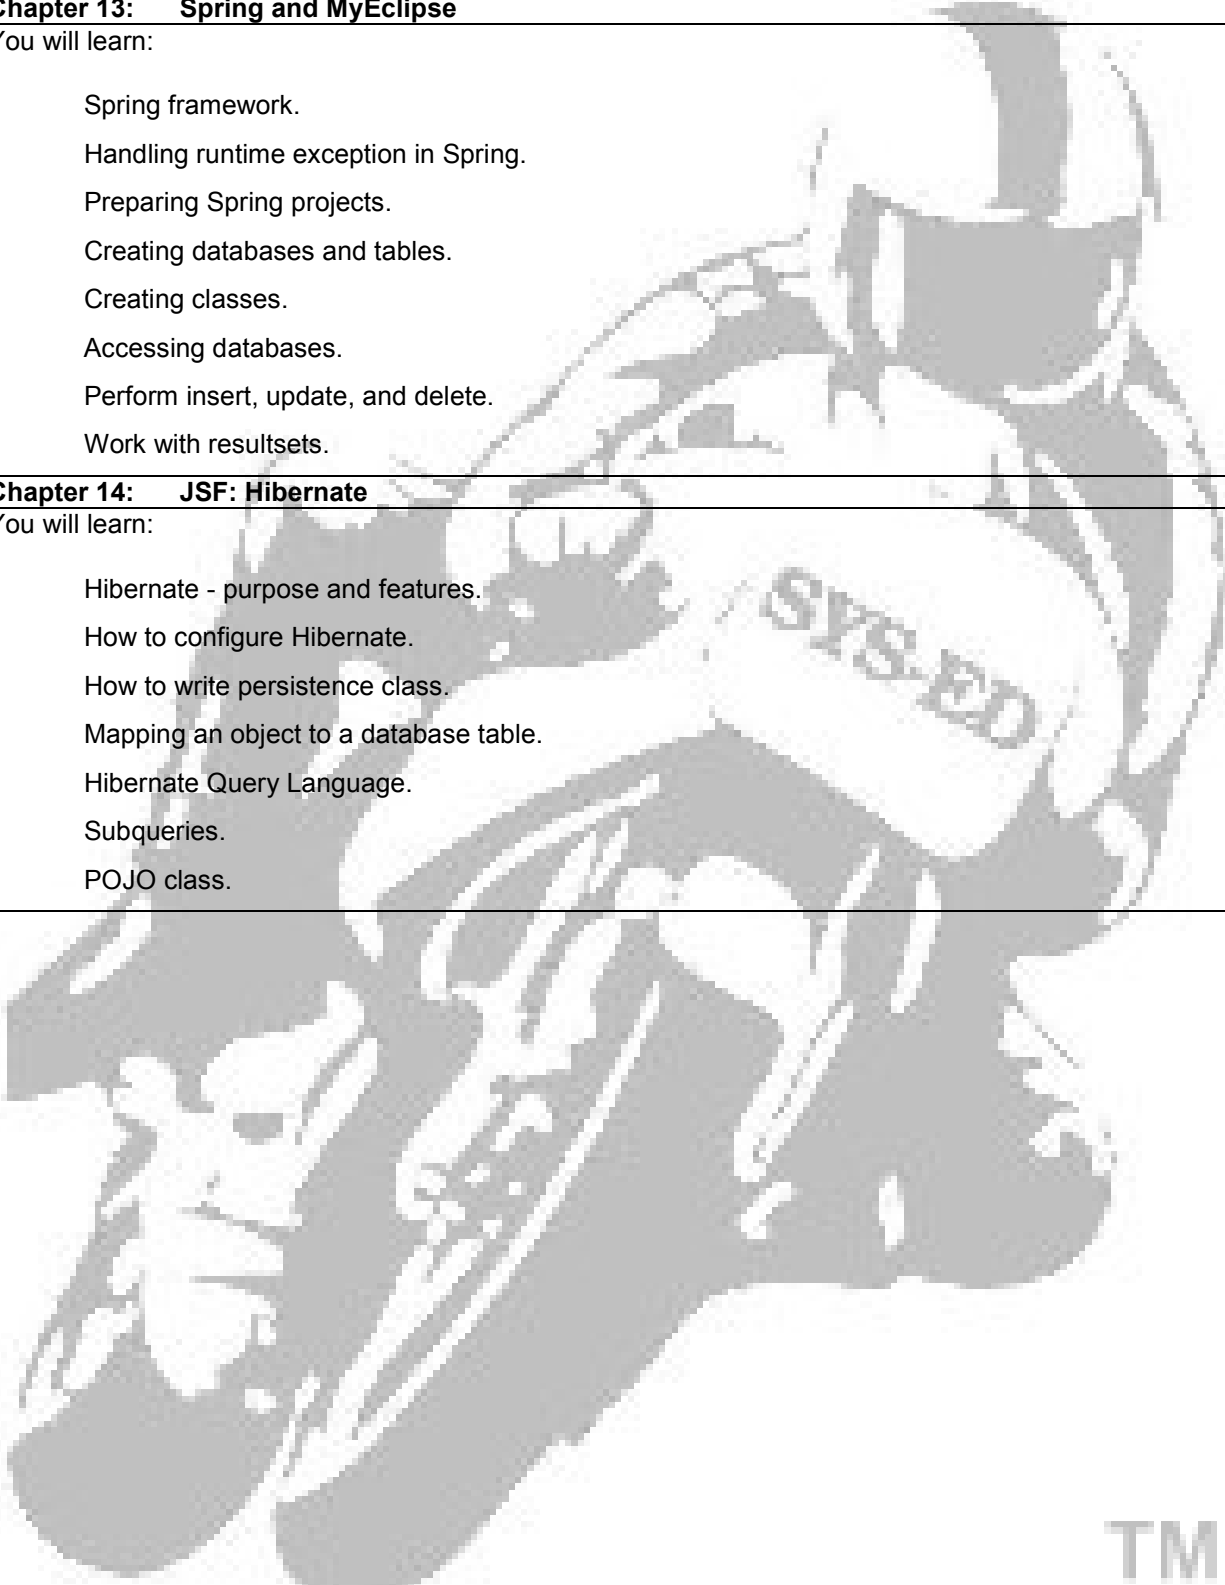 Chapter 13: Spring and MyEclipse
You will learn:
Spring framework.
Handling runtime exception in Spring.
Preparing Spring projects.
Creating databases and tables.
Creating classes.
Accessing databases.
Perform insert, update, and delete.
Work with resultsets.
Chapter 14: JSF: Hibernate
You will learn:
Hibernate - purpose and features.
How to configure Hibernate.
How to write persistence class.
Mapping an object to a database table.
Hibernate Query Language.
Subqueries.
POJO class.
SYS-ED
TM